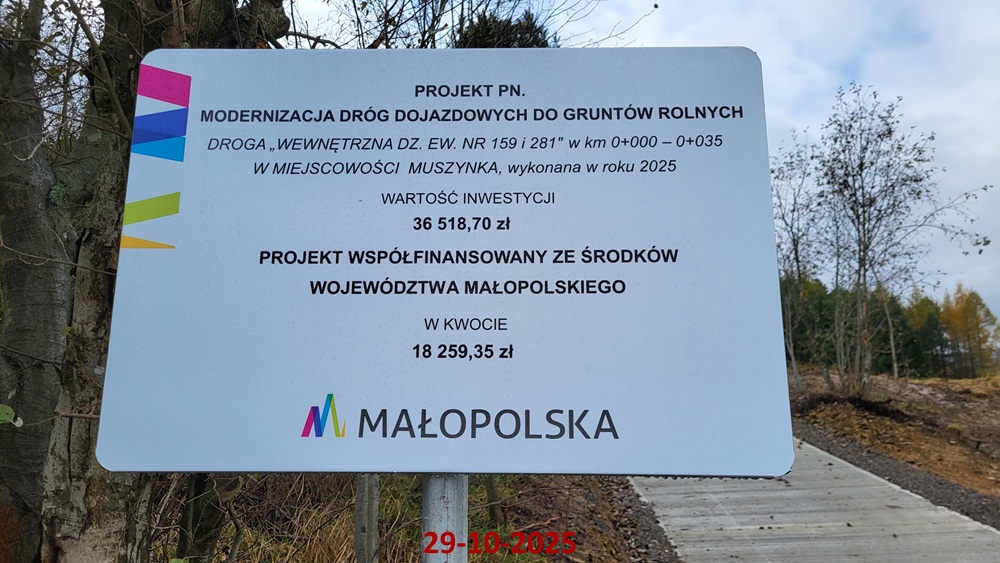 PROJEKT PN.
MODERNIZACJA DRÓG DOJAZDOWYCH DO GRUNTÓW ROLNYCH
DROGA „WEWNĘTRZNA DZ. EW. NR 159 i 281" w km 0+000 – 0+035
W MIEJSCOWOŚCI MUSZYNKA, wykonana w roku 2025
WARTOŚĆ INWESTYCJI
36 518,70 zł
PROJEKT WSPÓŁFINANSOWANY ZE ŚRODKÓW
WOJEWÓDZTWA MAŁOPOLSKIEGO
W KWOCIE
18 259,35 zł
MAŁOPOLSKA
29-10-2025